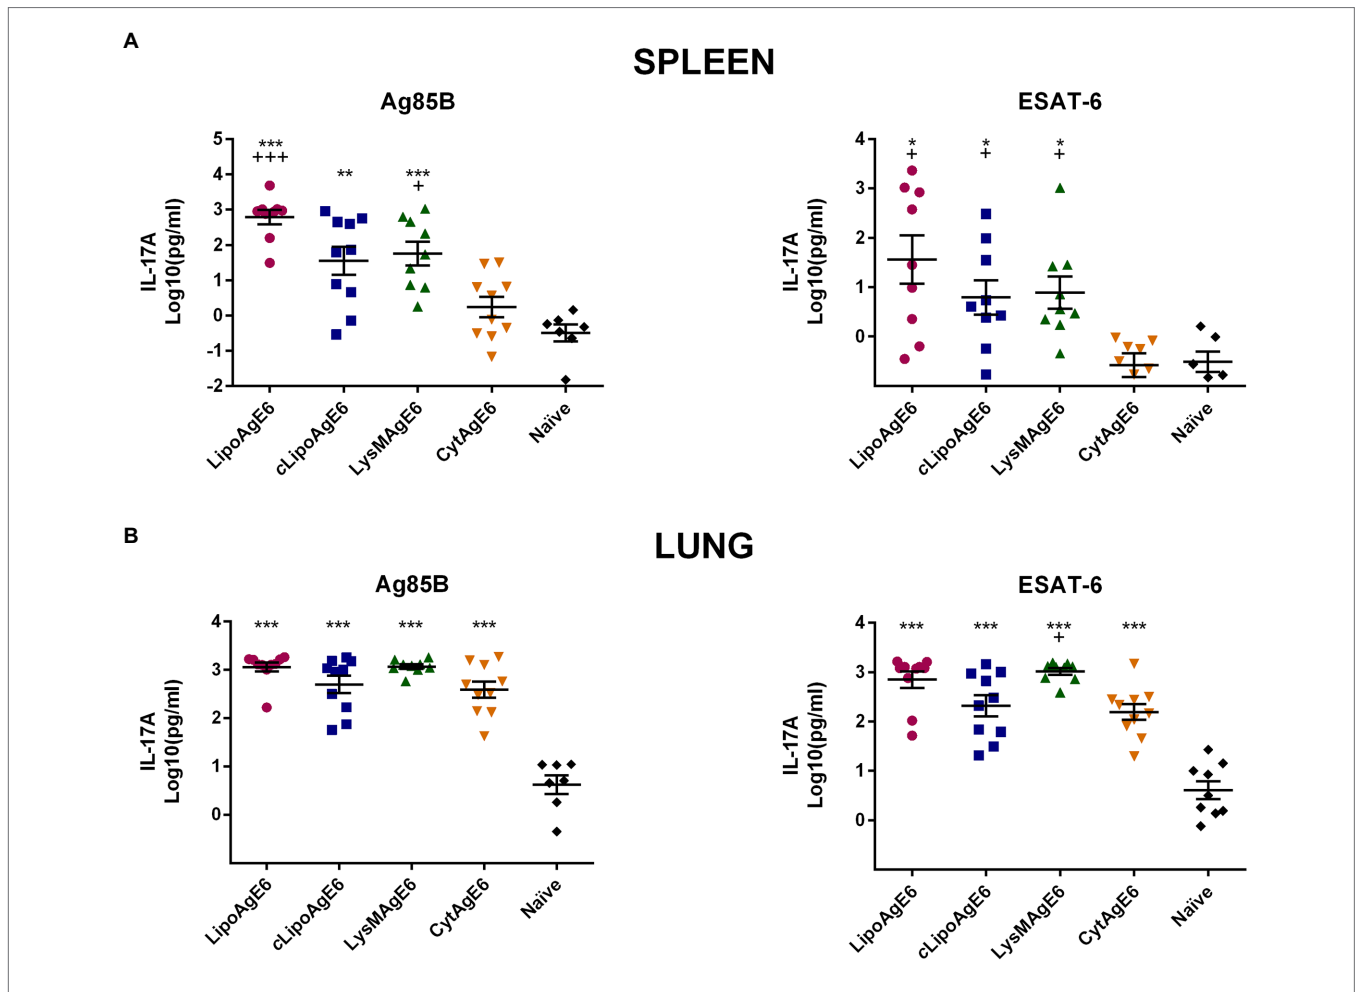 A
SPLEEN
Ag85B
IL-17A
Log10(pg/ml)
5
4
3
2
1
0
-1
-2
***
+++
**
***
+
LipoAgE6
cLipoAgE6
LysMAgE6
CytAgE6
Naïve
ESAT-6
IL-17A
Log10(pg/ml)
4
3
2
1
0
*
+
*
+
*
+
LipoAgE6
cLipoAgE6
LysMAgE6
CytAgE6
Naïve
B
LUNG
Ag85B
IL-17A
Log10(pg/ml)
4
3
2
1
0
***
***
***
***
LipoAgE6
cLipoAgE6
LysMAgE6
CytAgE6
Naïve
ESAT-6
IL-17A
Log10(pg/ml)
4
3
2
1
0
***
***
***
+
***
LipoAgE6
cLipoAgE6
LysMAgE6
CytAgE6
Naïve